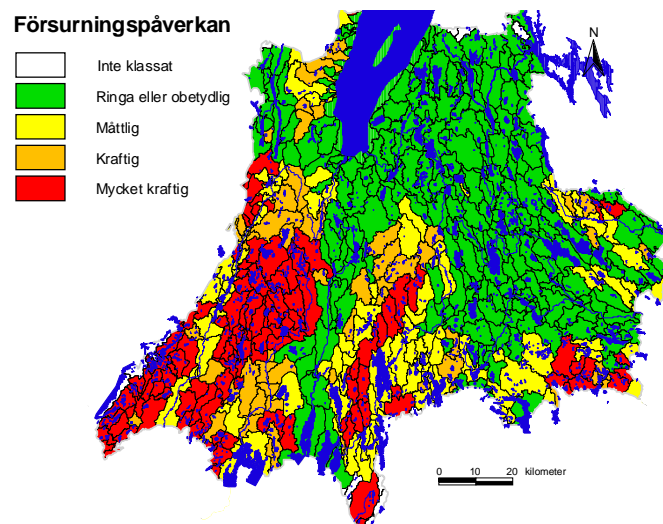 Försurningspåverkan
Inte klassat
Ringa eller obetydlig
Måttlig
Kraftig
Mycket kraftig
N
0 10 20 kilometer